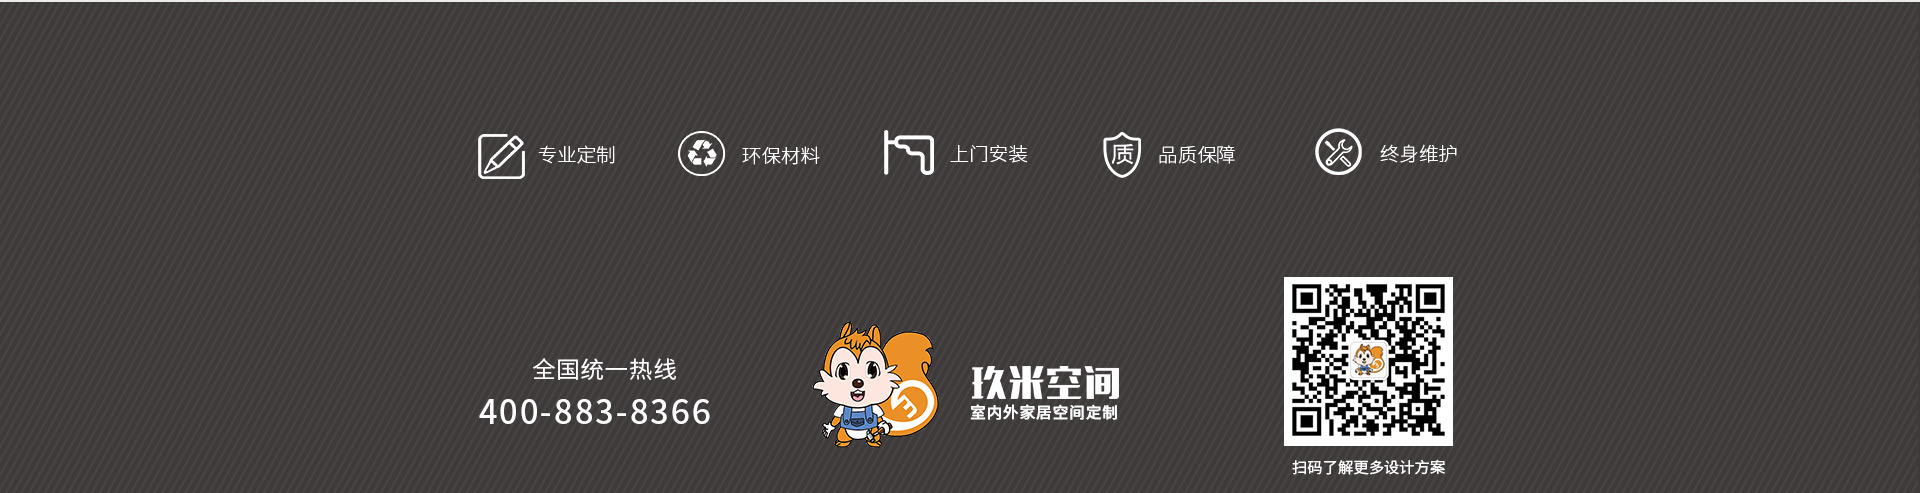 专业定制
环保材料
上门安装
质
品质保障
终身维护
全国统一热线
400-883-8366
玖米空间
室内外家居空间定制
扫码了解更多设计方案